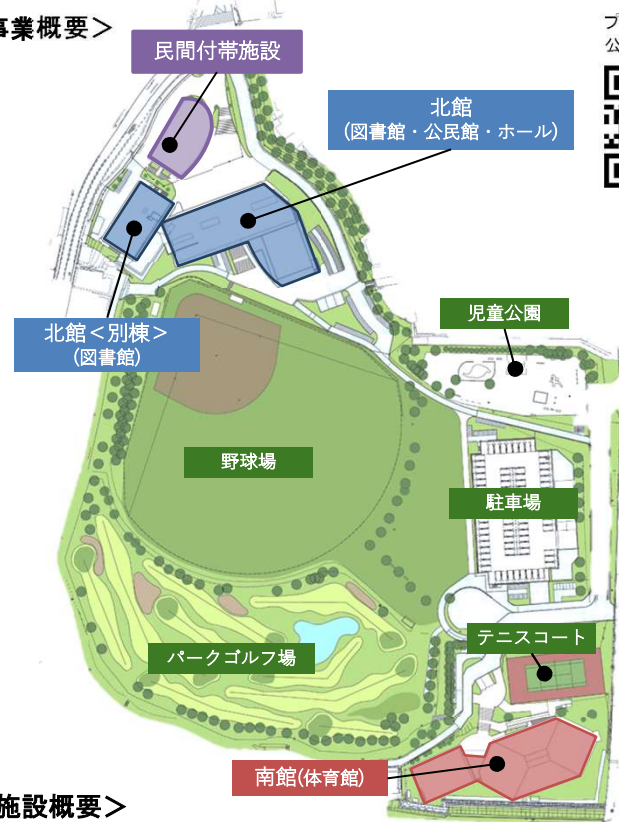 事業概要＞
プ
公
民間付帯施設
北館
(図書館・公民館・ホール)
北館＜別棟＞
(図書館)
児童公園
野球場
駐車場
テニスコート
パークゴルフ場
南館(体育館)
施設概要＞